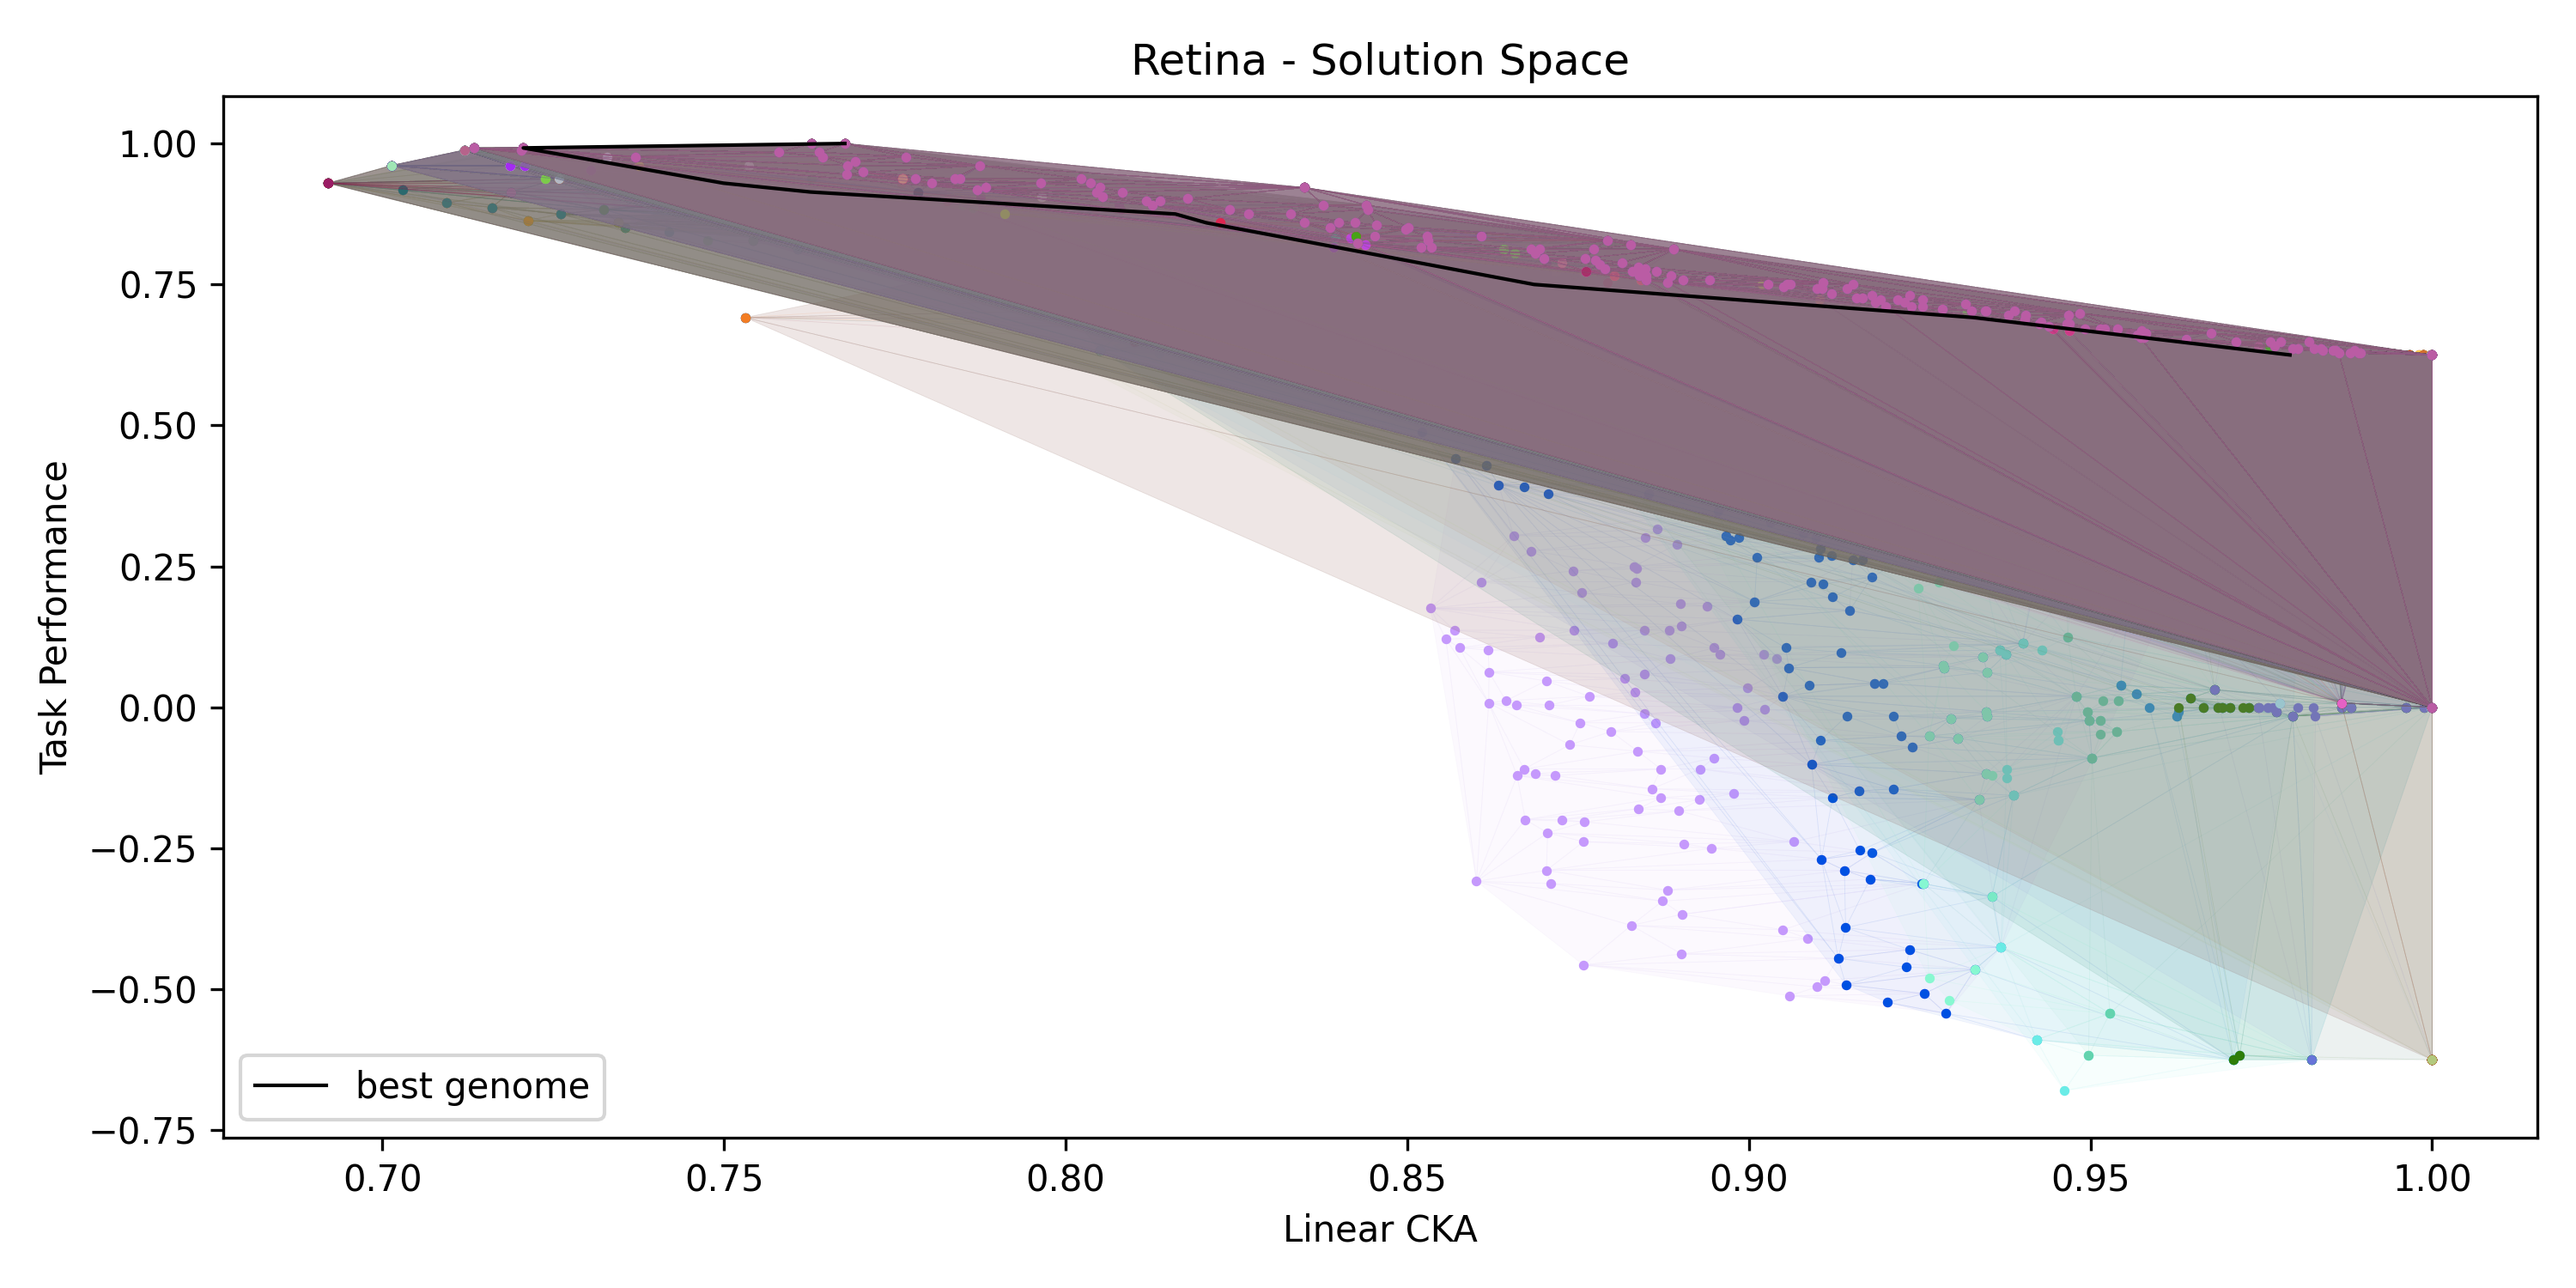 Retina - Solution Space
1.00
0.75
0.50
0.25
0.00
−0.25
−0.50
−0.75
Task Performance
best genome
0.70 0.75 0.80 0.85 0.90 0.95 1.00
Linear CKA